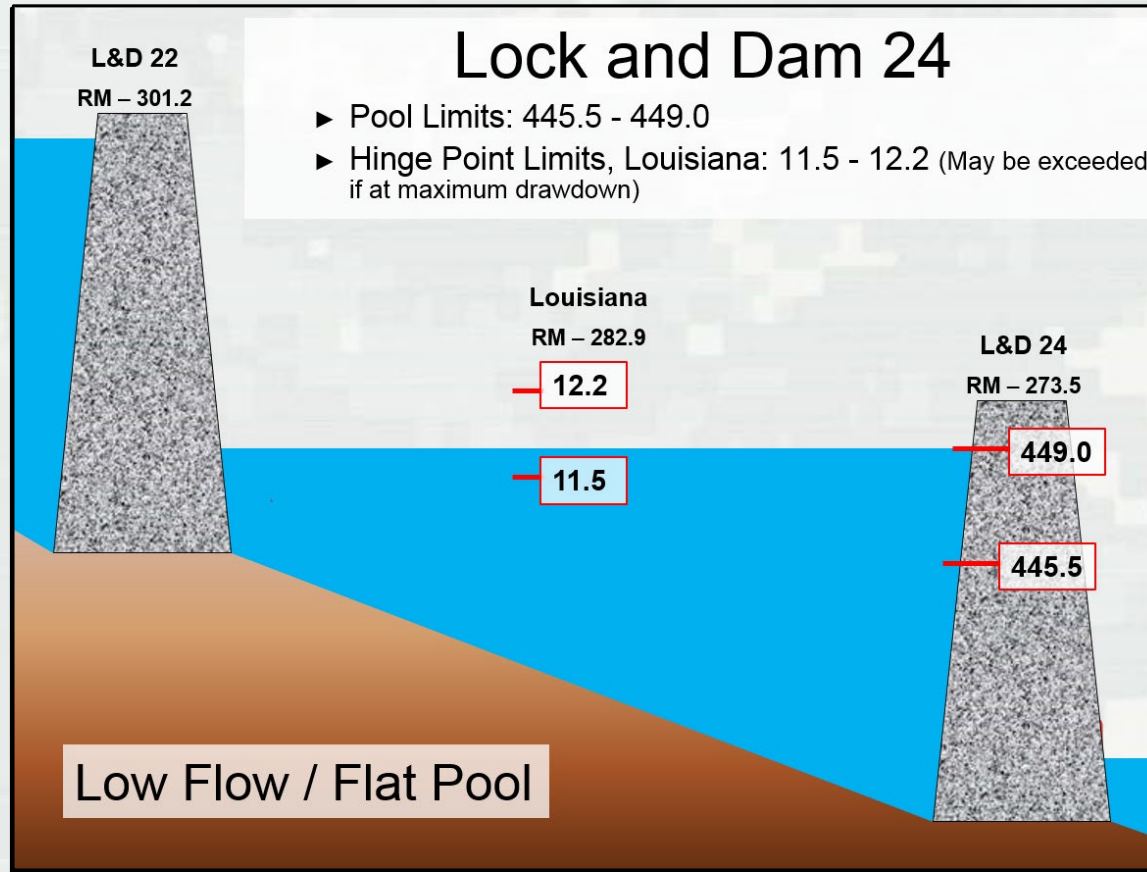 L&D 22
RM – 301.2
Lock and Dam 24
► Pool Limits: 445.5 - 449.0
► Hinge Point Limits, Louisiana: 11.5 - 12.2 (May be exceeded
if at maximum drawdown)
Louisiana
RM – 282.9
12.2
11.5
L&D 24
RM – 273.5
449.0
445.5
Low Flow / Flat Pool